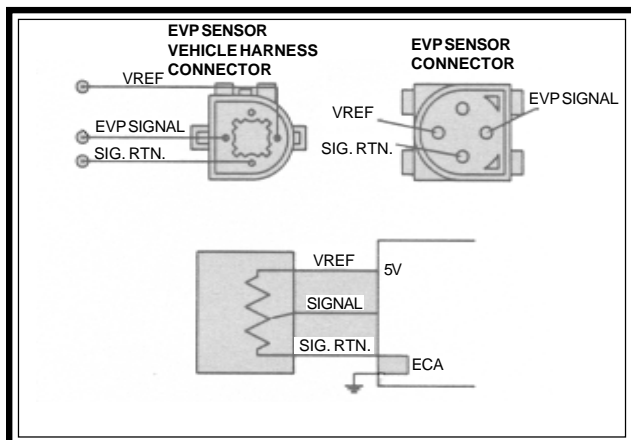 EVP SENSOR
VEHICLE HARNESS
CONNECTOR
VREF
EVP SIGNAL
SIG. RTN.
EVP SENSOR
CONNECTOR
VREF
EVP SIGNAL
SIG. RTN.
VREF
5V
SIGNAL
SIG. RTN.
ECA